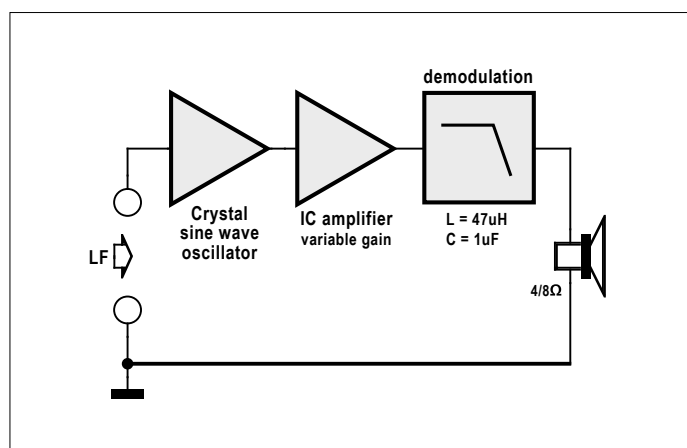 demodulation
Crystal
sine wave
oscillator
IC amplifier
variable gain
L = 47uH
C = 1uF
LF
4/8Ω